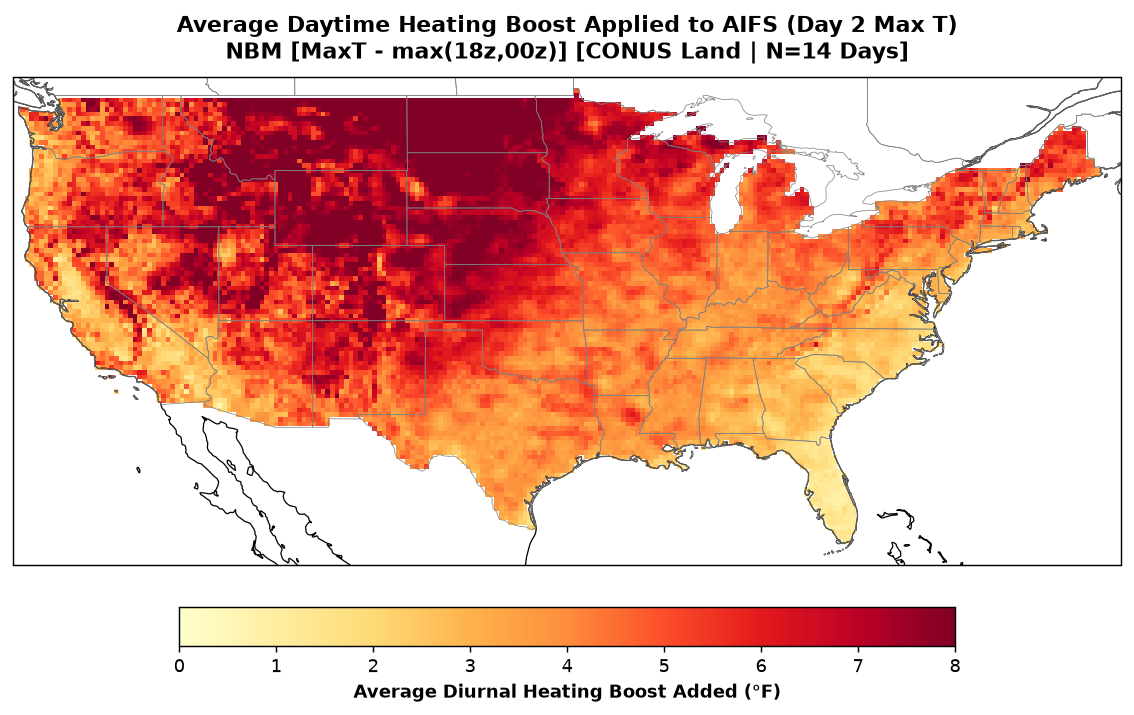 Average Daytime Heating Boost Applied to AIFS (Day 2 Max T)
NBM [MaxT - max(18z,00z)] [CONUS Land | N=14 Days]
0 1 2 3 4 5 6 7 8
Average Diurnal Heating Boost Added (°F)